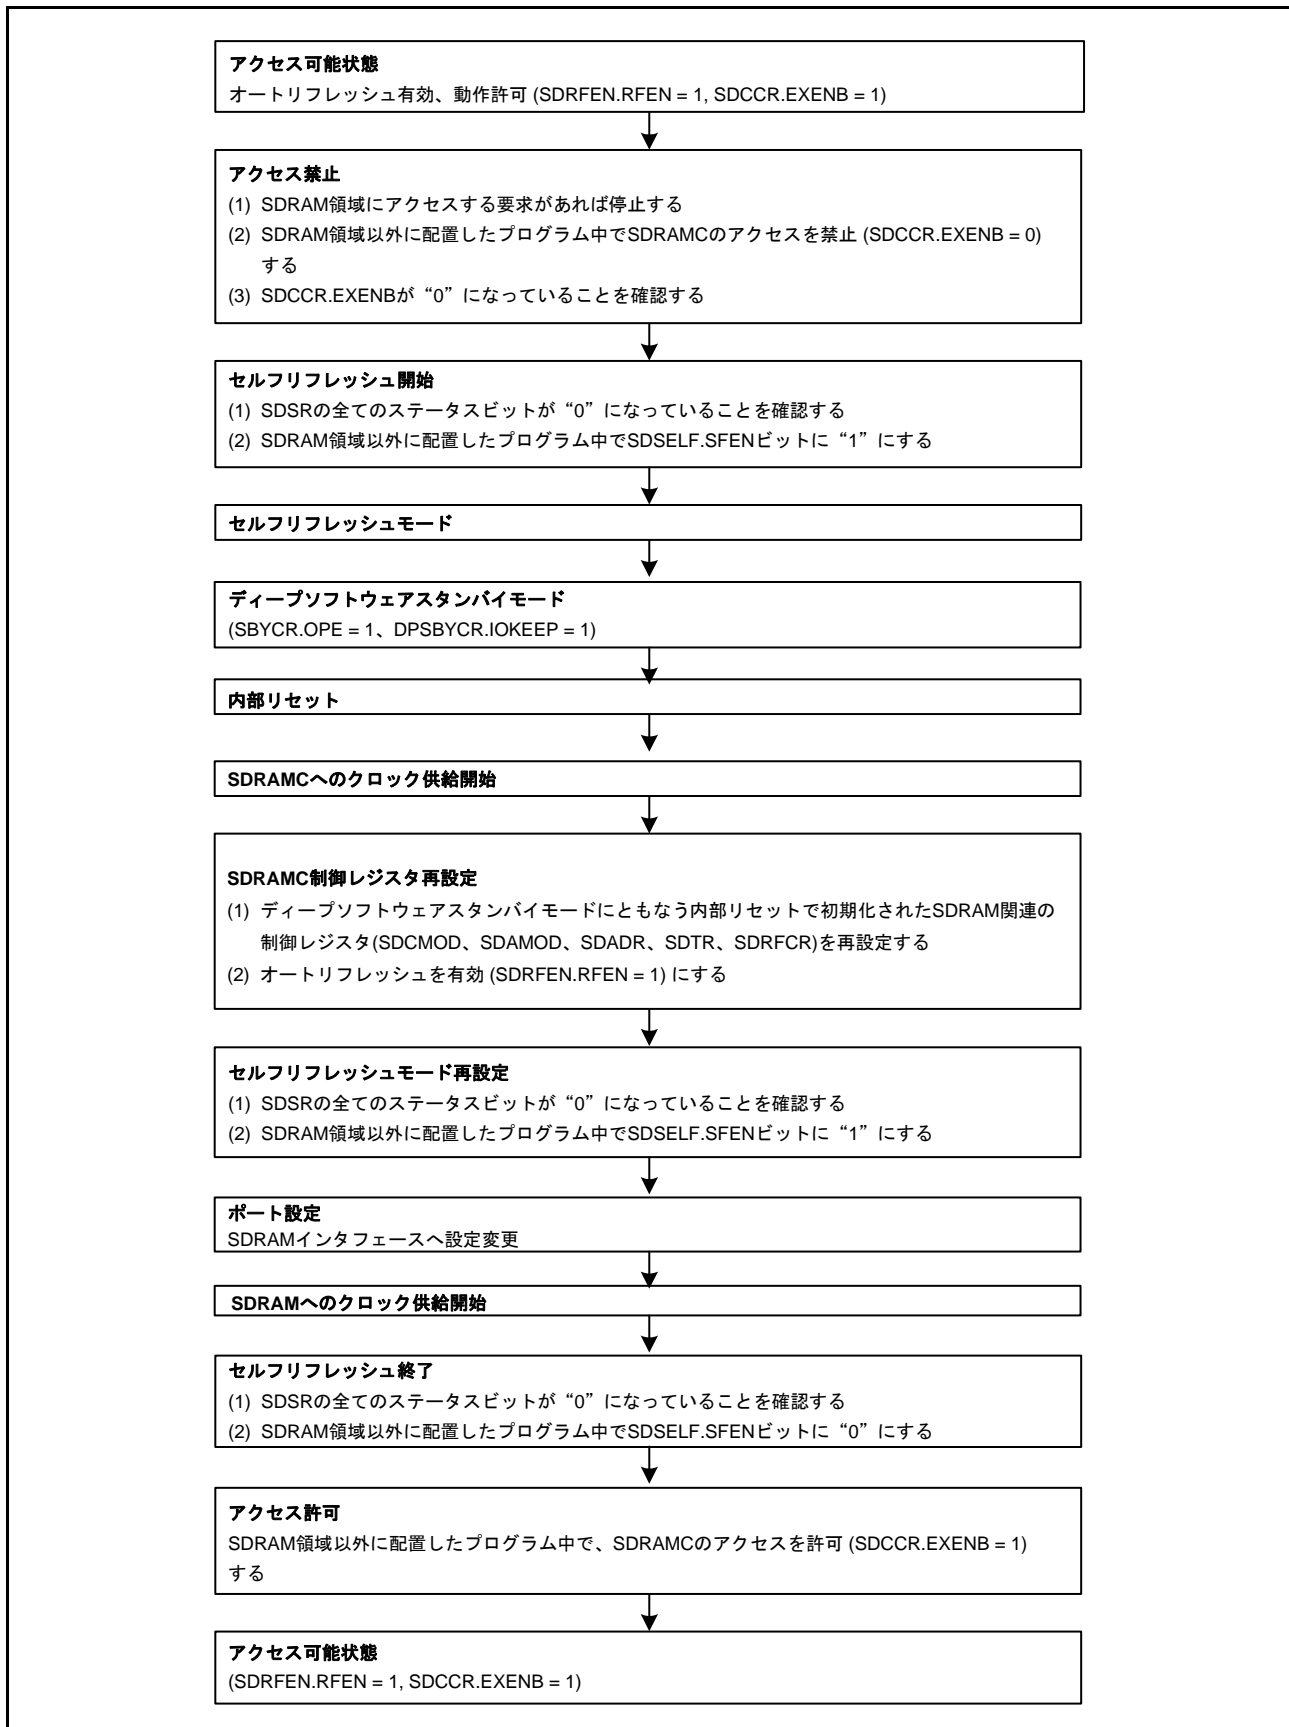 アクセス可能状態
オートリフレッシュ有効、動作許可 (SDRFEN.RFEN = 1, SDCCR.EXENB = 1)
アクセス禁止
(1) SDRAM領域にアクセスする要求があれば停止する
(2) SDRAM領域以外に配置したプログラム中でSDRAMCのアクセスを禁止 (SDCCR.EXENB = 0)
する
(3) SDCCR.EXENBが“0”になっていることを確認する
セルフリフレッシュ開始
(1) SDSRの全てのステータスビットが“0”になっていることを確認する
(2) SDRAM領域以外に配置したプログラム中でSDSELF.SFENビットに“1”にする
セルフリフレッシュモード
ディープソフトウェアスタンバイモード
(SBYCR.OPE = 1、DPSBYCR.IOKEEP = 1)
内部リセット
SDRAMCへのクロック供給開始
SDRAMC制御レジスタ再設定
(1) ディープソフトウェアスタンバイモードにともなう内部リセットで初期化されたSDRAM関連の
制御レジスタ(SDCMOD、SDAMOD、SDADR、SDTR、SDRFCR)を再設定する
(2) オートリフレッシュを有効 (SDRFEN.RFEN = 1) にする
セルフリフレッシュモード再設定
(1) SDSRの全てのステータスビットが“0”になっていることを確認する
(2) SDRAM領域以外に配置したプログラム中でSDSELF.SFENビットに“1”にする
ポート設定
SDRAMインタフェースへ設定変更
SDRAMへのクロック供給開始
セルフリフレッシュ終了
(1) SDSRの全てのステータスビットが“0”になっていることを確認する
(2) SDRAM領域以外に配置したプログラム中でSDSELF.SFENビットに“0”にする
アクセス許可
SDRAM領域以外に配置したプログラム中で、SDRAMCのアクセスを許可 (SDCCR.EXENB = 1)
する
アクセス可能状態
(SDRFEN.RFEN = 1, SDCCR.EXENB = 1)